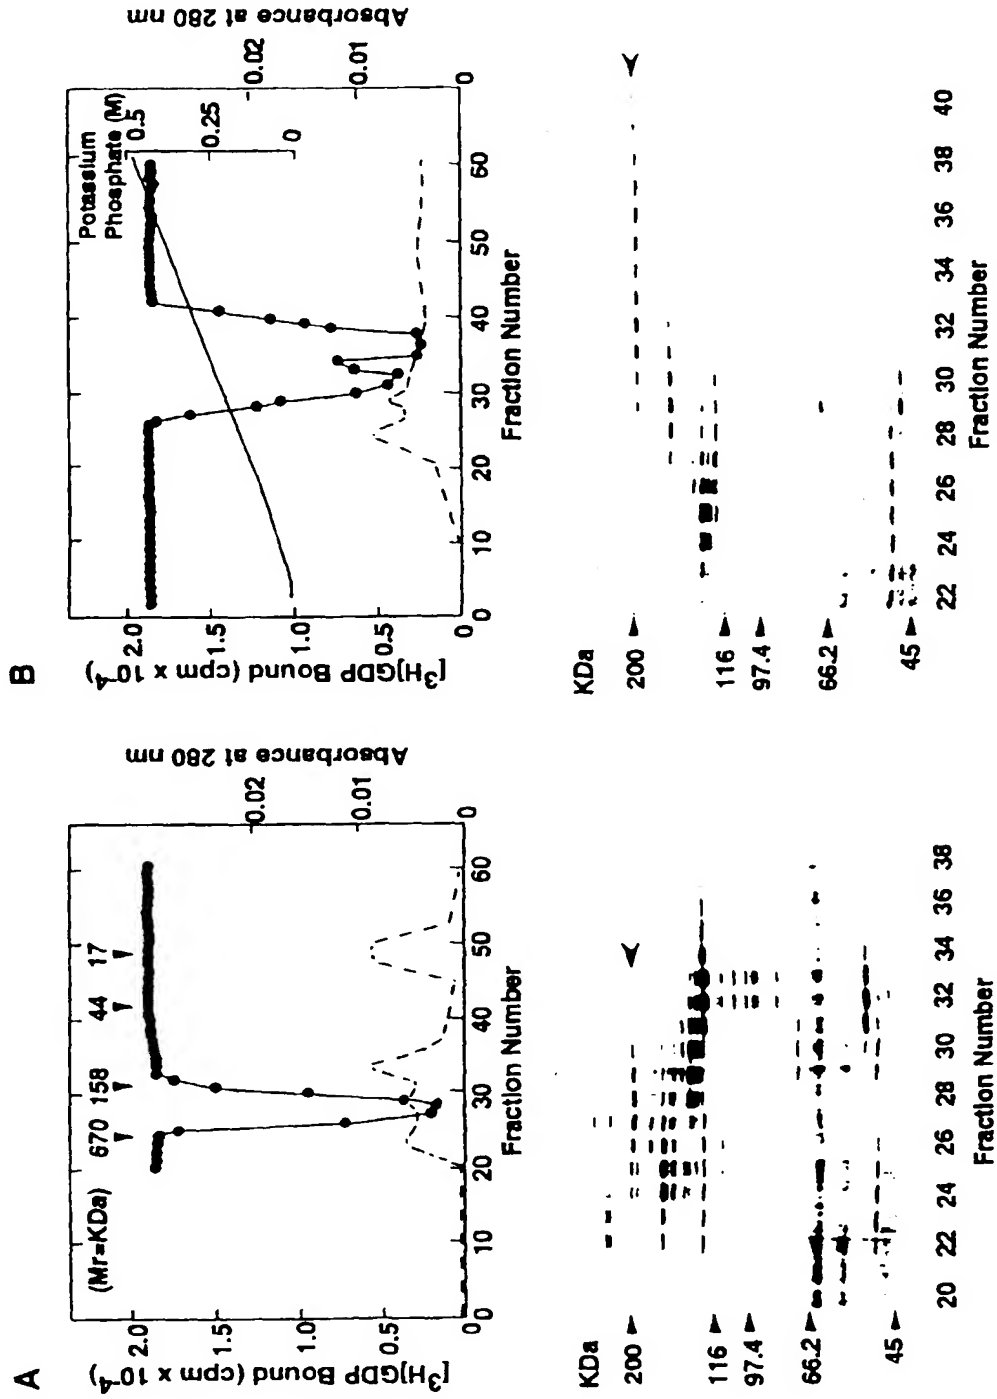 A
(Mr=KDa)
670 158 44 17
[³H]GDP Bound (cpm x 10⁻⁴)
2.0
1.5
1.0
0.5
0
Absorbance at 280 nm
0.02
0.01
0
0 10 20 30 40 50 60
Fraction Number
KDa
200
116
97.4
66.2
45
20 22 24 26 28 30 32 34 36 38
Fraction Number
B
Potassium
Phosphate (M)
0.5
0.25
0
[³H]GDP Bound (cpm x 10⁻⁴)
2.0
1.5
1.0
0.5
0
Absorbance at 280 nm
0.02
0.01
0
0 10 20 30 40 50 60
Fraction Number
KDa
200
116
97.4
66.2
45
22 24 26 28 30 32 34 36 38 40
Fraction Number